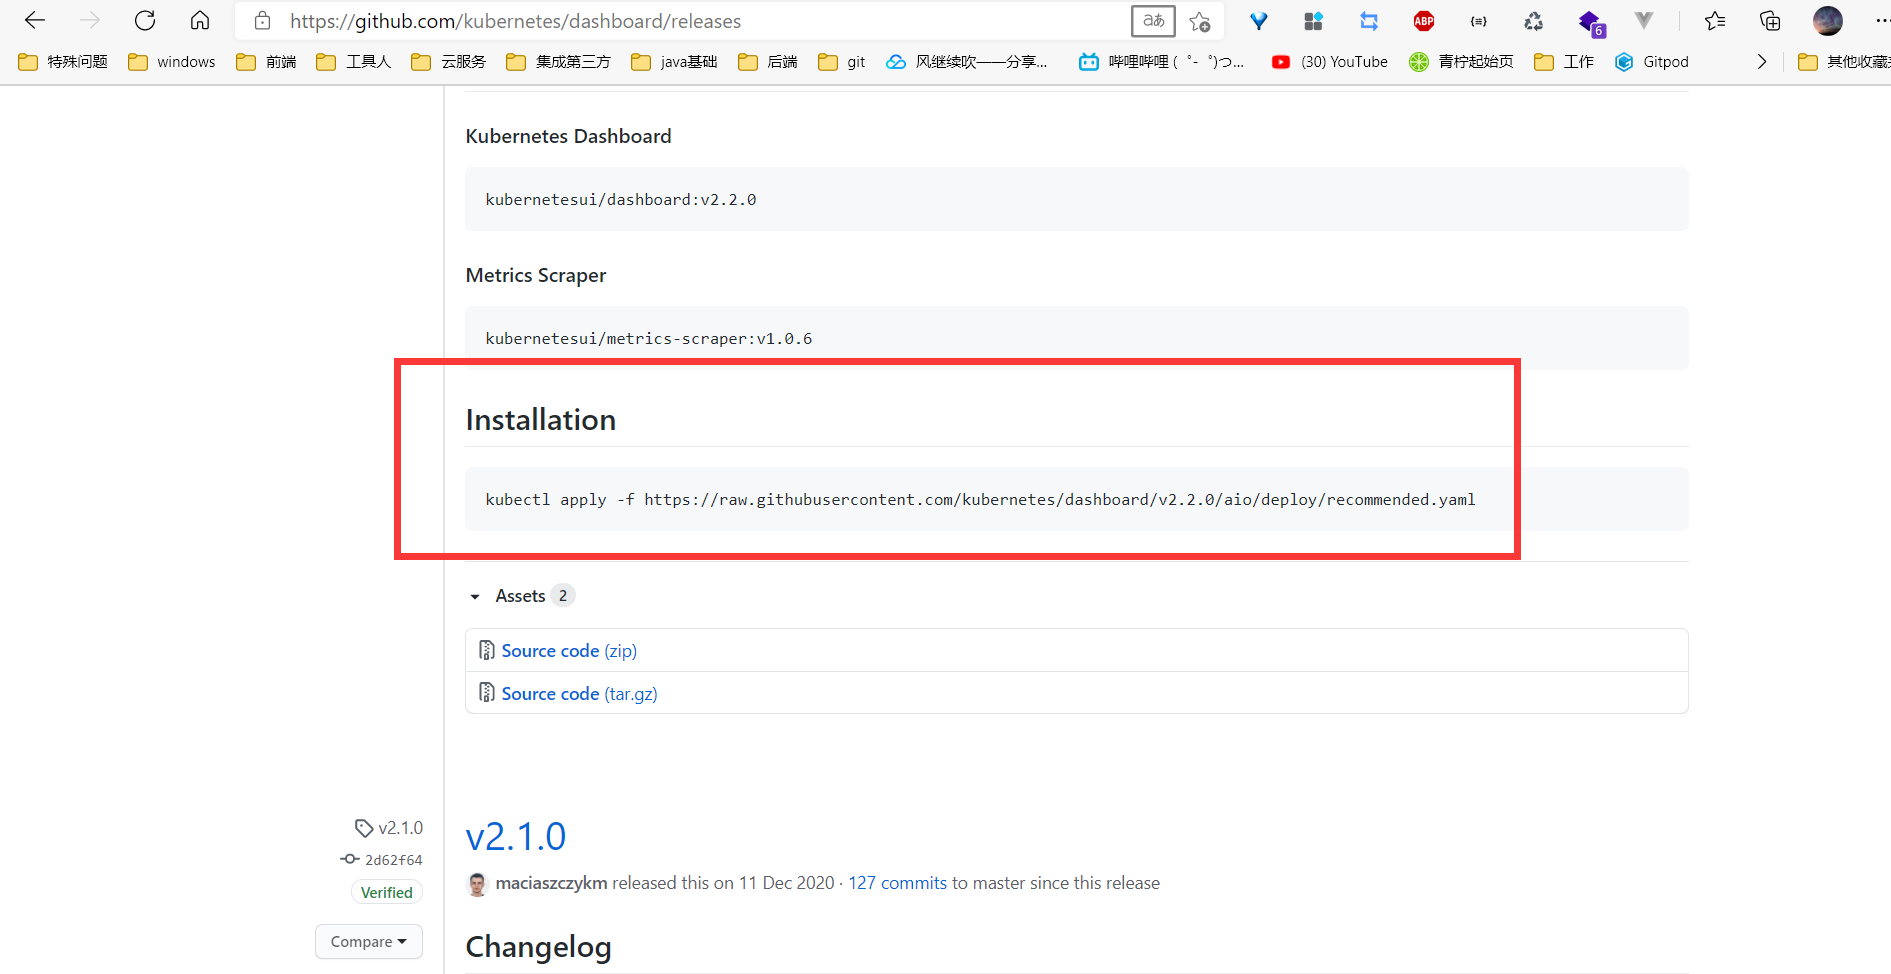 https://github.com/kubernetes/dashboard/releases
aあ
ABP
{≡}
6
特殊问题 windows 前端 工具人 云服务 集成第三方 java基础 后端 git 风继续吹——分享... 哔哩哔哩 ( ゜- ゜)つ... (30) YouTube 青柠起始页 工作 Gitpod 其他收藏
Kubernetes Dashboard
kubernetesui/dashboard:v2.2.0
Metrics Scraper
kubernetesui/metrics-scraper:v1.0.6
Installation
kubectl apply -f https://raw.githubusercontent.com/kubernetes/dashboard/v2.2.0/aio/deploy/recommended.yaml
Assets 2
Source code (zip)
Source code (tar.gz)
v2.1.0
2d62f64
Verified
Compare
v2.1.0
maciaszczykm released this on 11 Dec 2020 · 127 commits to master since this release
Changelog